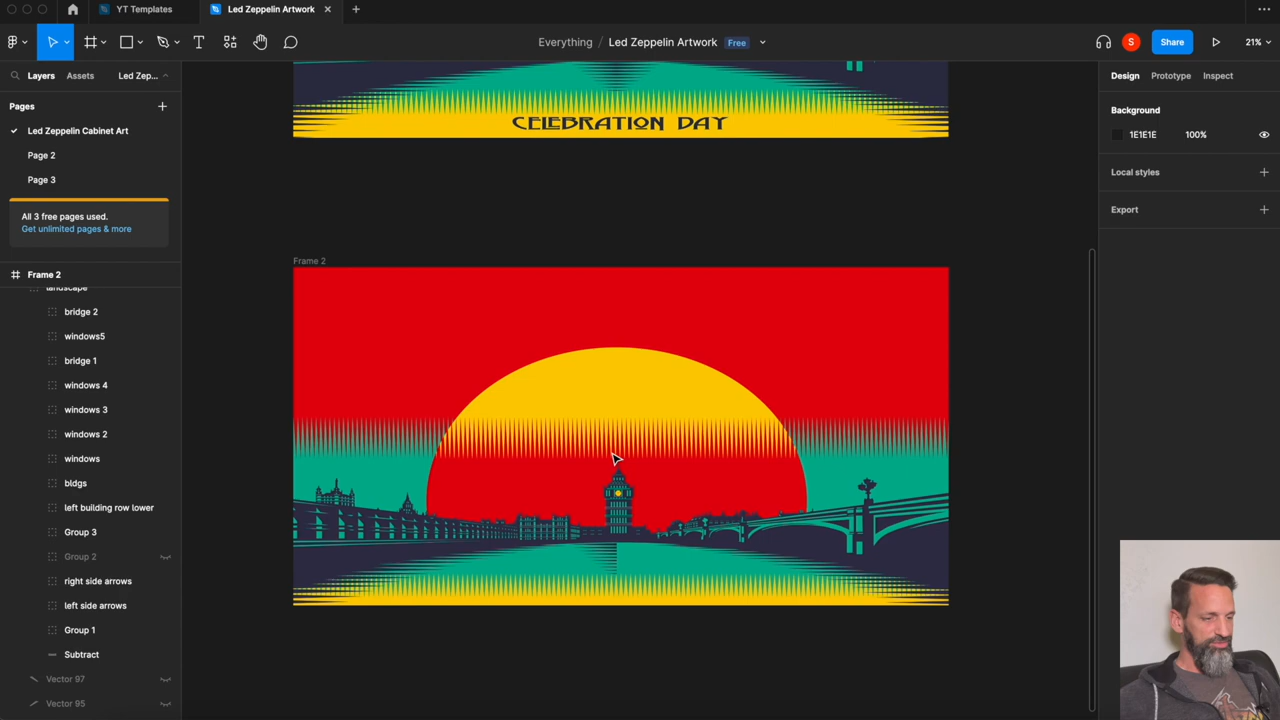 YT Templates
Led Zeppelin Artwork
Everything / Led Zeppelin Artwork Free
Share
21%
S
Layers
Assets
Led Zep...
Design
Prototype
Inspect
Pages
Background
1E1E1E
100%
Led Zeppelin Cabinet Art
Page 2
Page 3
Local styles
Export
All 3 free pages used.
Get unlimited pages & more
CELEBRATION DAY
Frame 2
Frame 2
landscape
bridge 2
windows5
bridge 1
windows 4
windows 3
windows 2
windows
bldgs
left building row lower
Group 3
Group 2
right side arrows
left side arrows
Group 1
Subtract
Vector 97
Vector 95